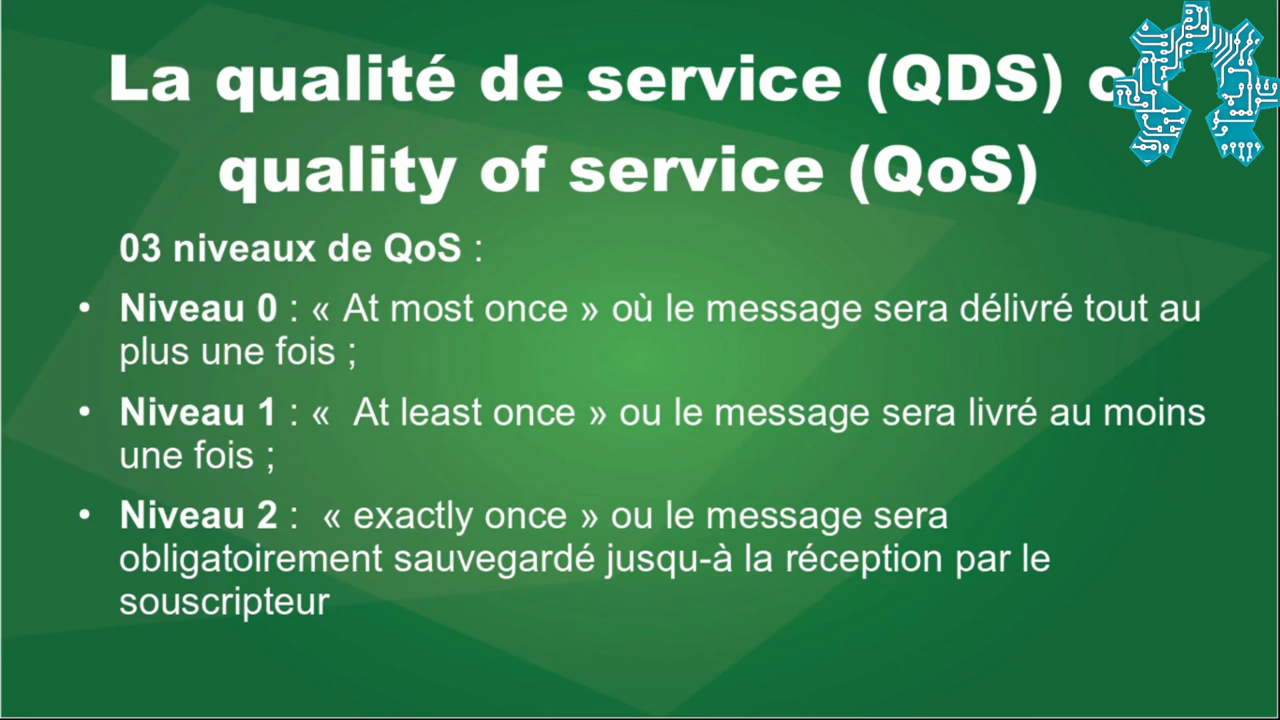 La qualité de service (QDS)
quality of service (QoS)
03 niveaux de QoS :
• Niveau 0 : « At most once » où le message sera délivré tout au
plus une fois ;
• Niveau 1 : «  At least once » ou le message sera livré au moins
une fois ;
• Niveau 2 :  « exactly once » ou le message sera
obligatoirement sauvegardé jusqu-à la réception par le
souscripteur